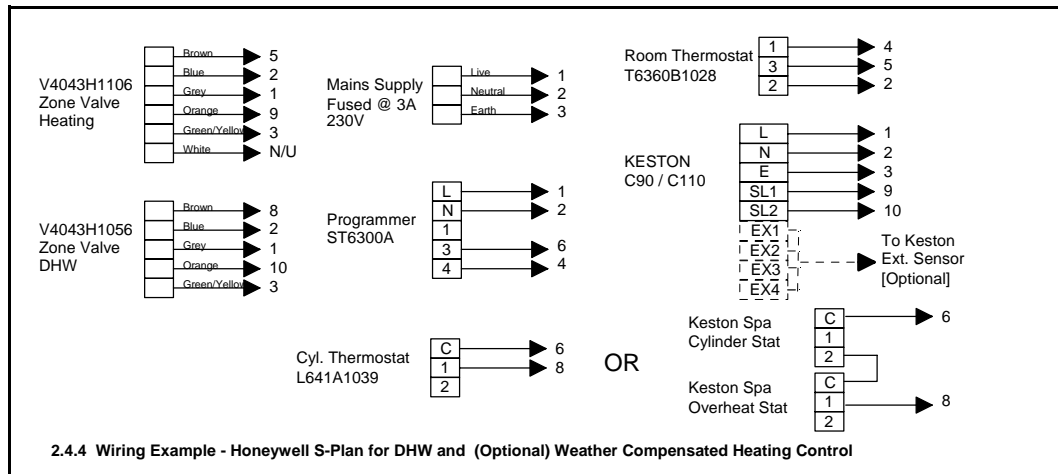 V4043H1106
Zone Valve
Heating
Brown 5
Blue 2
Grey 1
Orange 9
Green/Yellow 3
White N/U
Mains Supply
Fused @ 3A
230V
Live 1
Neutral 2
Earth 3
Room Thermostat
T6360B1028
1 4
3 5
2 2
V4043H1056
Zone Valve
DHW
Brown 8
Blue 2
Grey 1
Orange 10
Green/Yellow 3
Programmer
ST6300A
L 1
N 2
1
3 6
4 4
KESTON
C90 / C110
L 1
N 2
E 3
SL1 9
SL2 10
EX1
EX2
EX3
EX4
To Keston
Ext. Sensor
[Optional]
Cyl. Thermostat
L641A1039
C 6
1 8
2
OR
Keston Spa
Cylinder Stat
C 6
1
2
Keston Spa
Overheat Stat
C
1 8
2
2.4.4 Wiring Example - Honeywell S-Plan for DHW and (Optional) Weather Compensated Heating Control